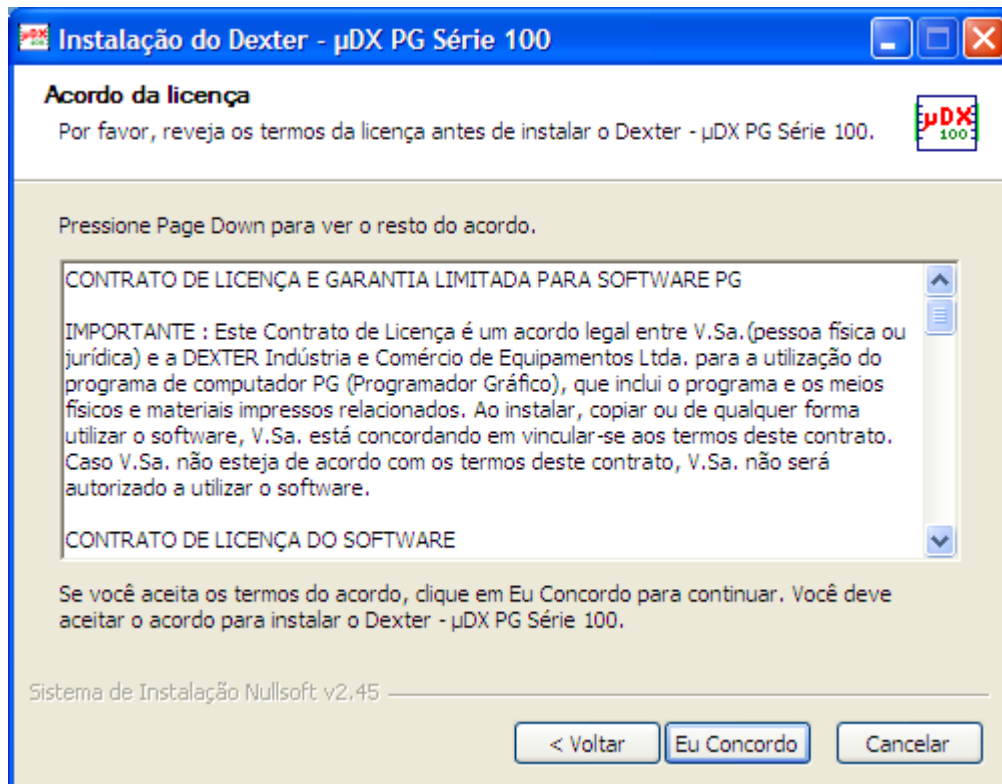 Instalação do Dexter - µDX PG Série 100
Acordo da licença
Por favor, reveja os termos da licença antes de instalar o Dexter - µDX PG Série 100.
µDX
100
Pressione Page Down para ver o resto do acordo.
CONTRATO DE LICENÇA E GARANTIA LIMITADA PARA SOFTWARE PG
IMPORTANTE : Este Contrato de Licença é um acordo legal entre V.Sa.(pessoa física ou
jurídica) e a DEXTER Indústria e Comércio de Equipamentos Ltda. para a utilização do
programa de computador PG (Programador Gráfico), que inclui o programa e os meios
físicos e materiais impressos relacionados. Ao instalar, copiar ou de qualquer forma
utilizar o software, V.Sa. está concordando em vincular-se aos termos deste contrato.
Caso V.Sa. não esteja de acordo com os termos deste contrato, V.Sa. não será
autorizado a utilizar o software.
CONTRATO DE LICENÇA DO SOFTWARE
Se você aceita os termos do acordo, clique em Eu Concordo para continuar. Você deve
aceitar o acordo para instalar o Dexter - µDX PG Série 100.
Sistema de Instalação Nullsoft v2.45
< Voltar
Eu Concordo
Cancelar